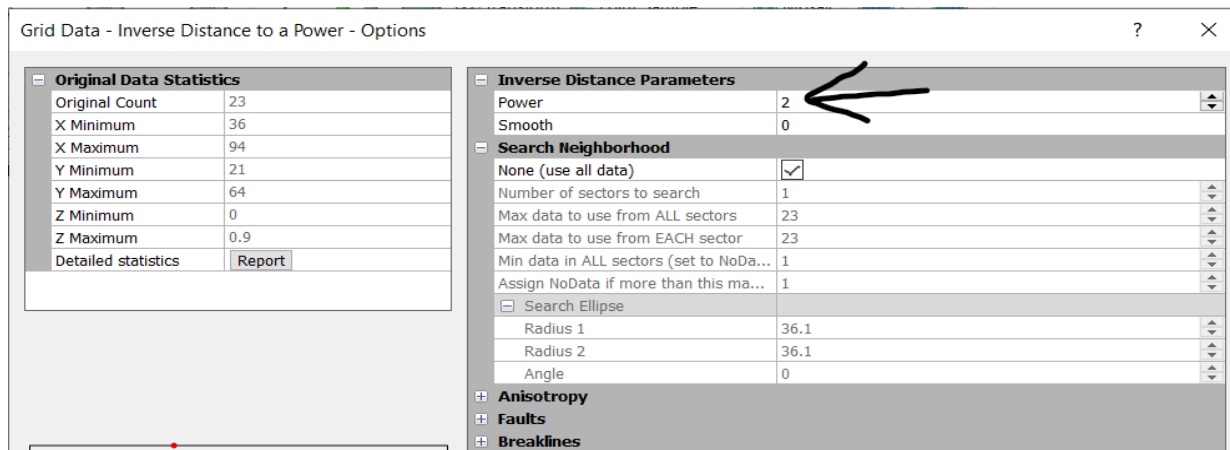 Grid Data - Inverse Distance to a Power - Options ?
Original Data Statistics
Original Count 23
X Minimum 36
X Maximum 94
Y Minimum 21
Y Maximum 64
Z Minimum 0
Z Maximum 0.9
Detailed statistics Report
Inverse Distance Parameters
Power 2
Smooth 0
Search Neighborhood
None (use all data)
Number of sectors to search 1
Max data to use from ALL sectors 23
Max data to use from EACH sector 23
Min data in ALL sectors (set to NoDa... 1
Assign NoData if more than this ma... 1
Search Ellipse
Radius 1 36.1
Radius 2 36.1
Angle 0
Anisotropy
Faults
Breaklines